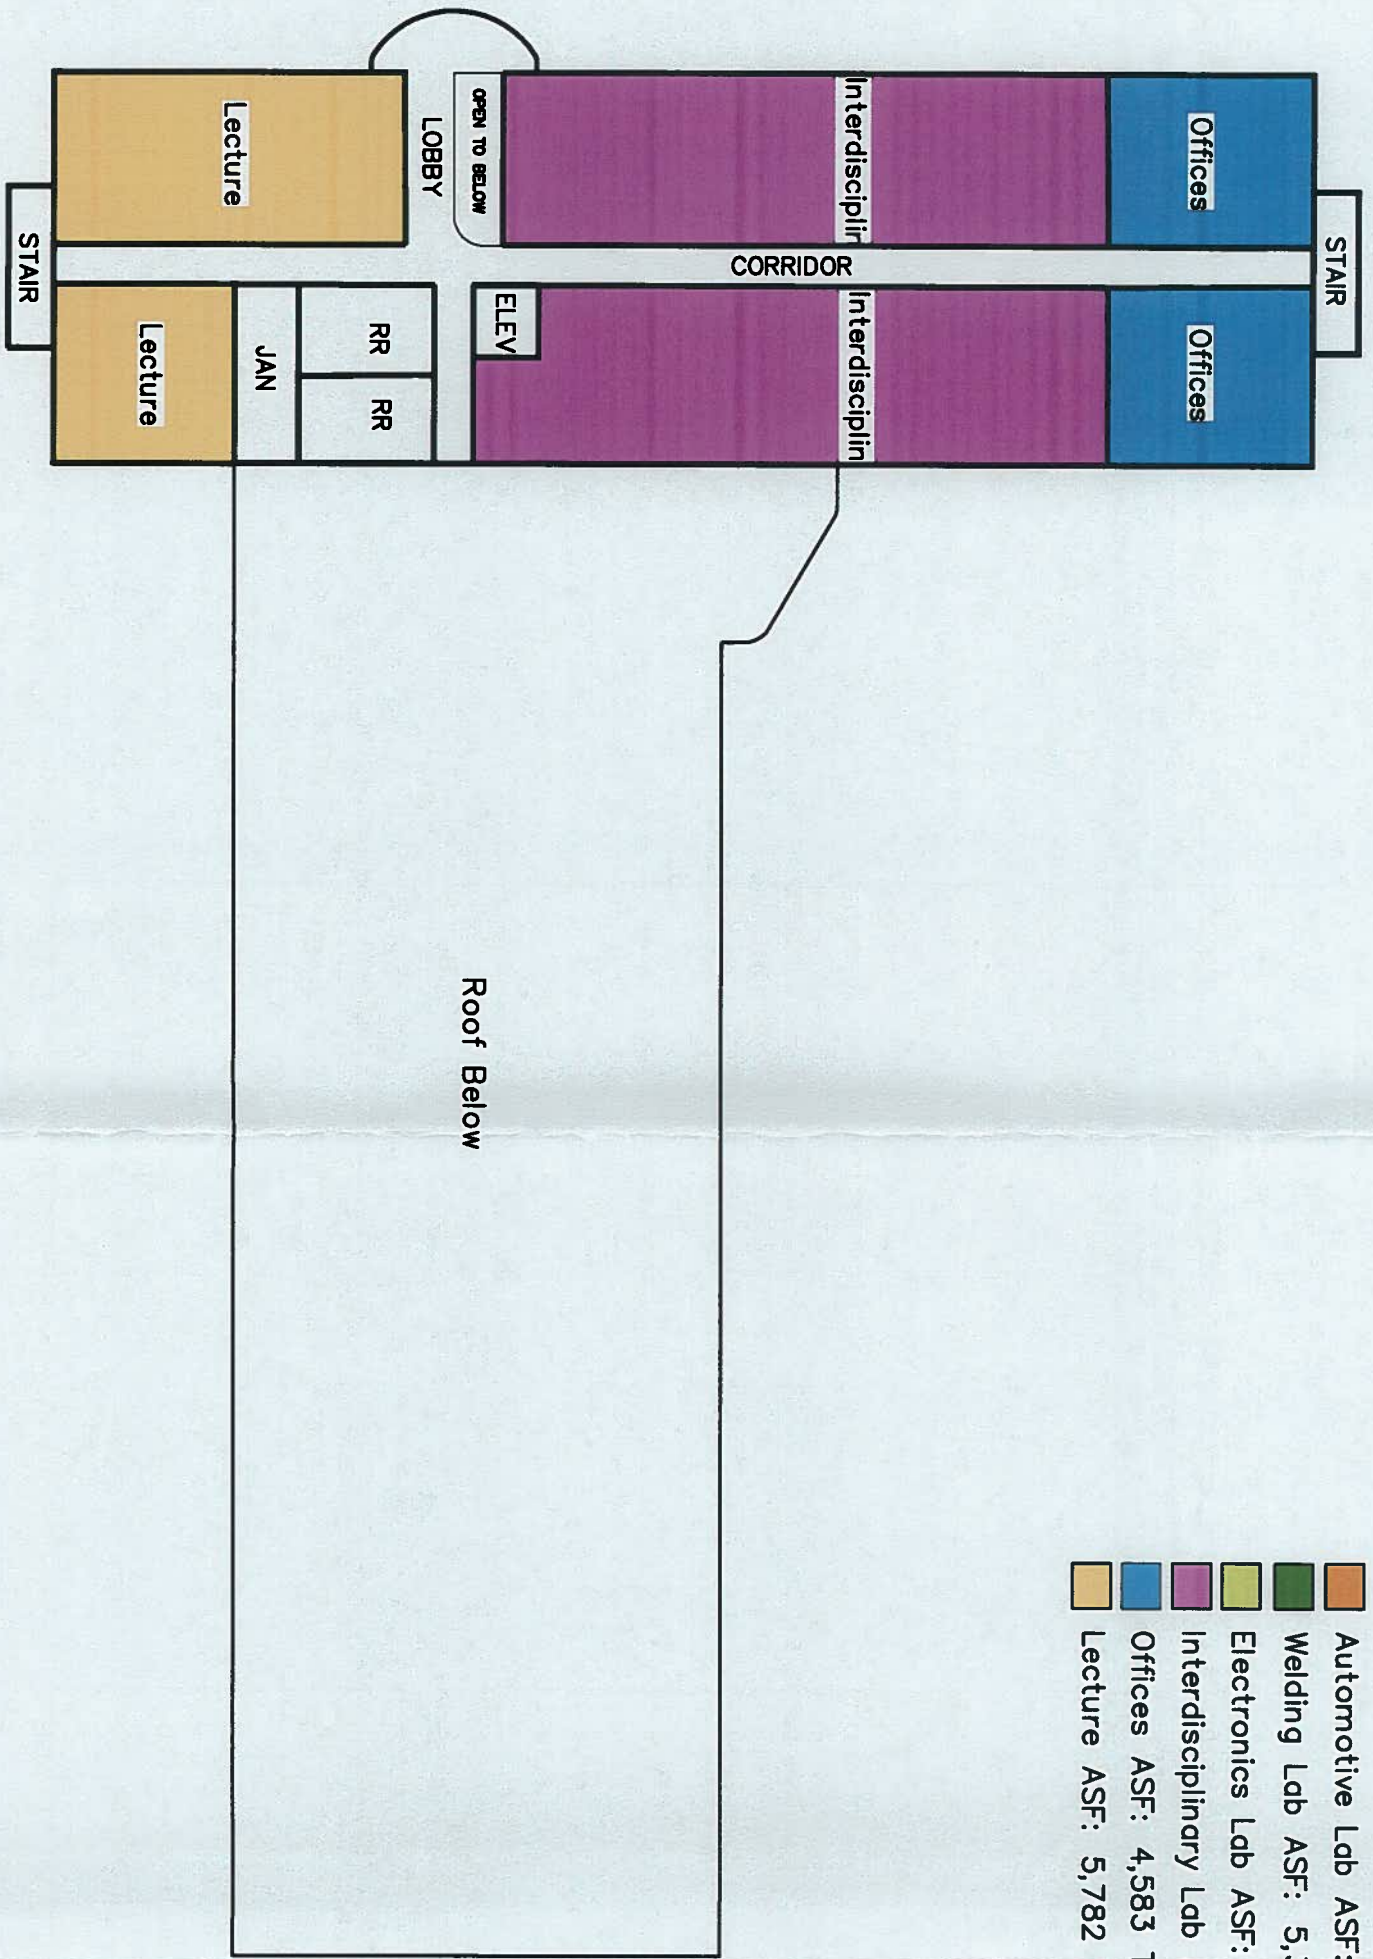 STAIR
Offices
Offices
Interdisciplin
Interdisciplin
CORRIDOR
OPEN TO BELOW
LOBBY
ELEV
RR
RR
JAN
Lecture
Lecture
STAIR
Roof Below
Automotive Lab ASF:
Welding Lab ASF: 5,
Electronics Lab ASF:
Interdisciplinary Lab
Offices ASF: 4,583
Lecture ASF: 5,782